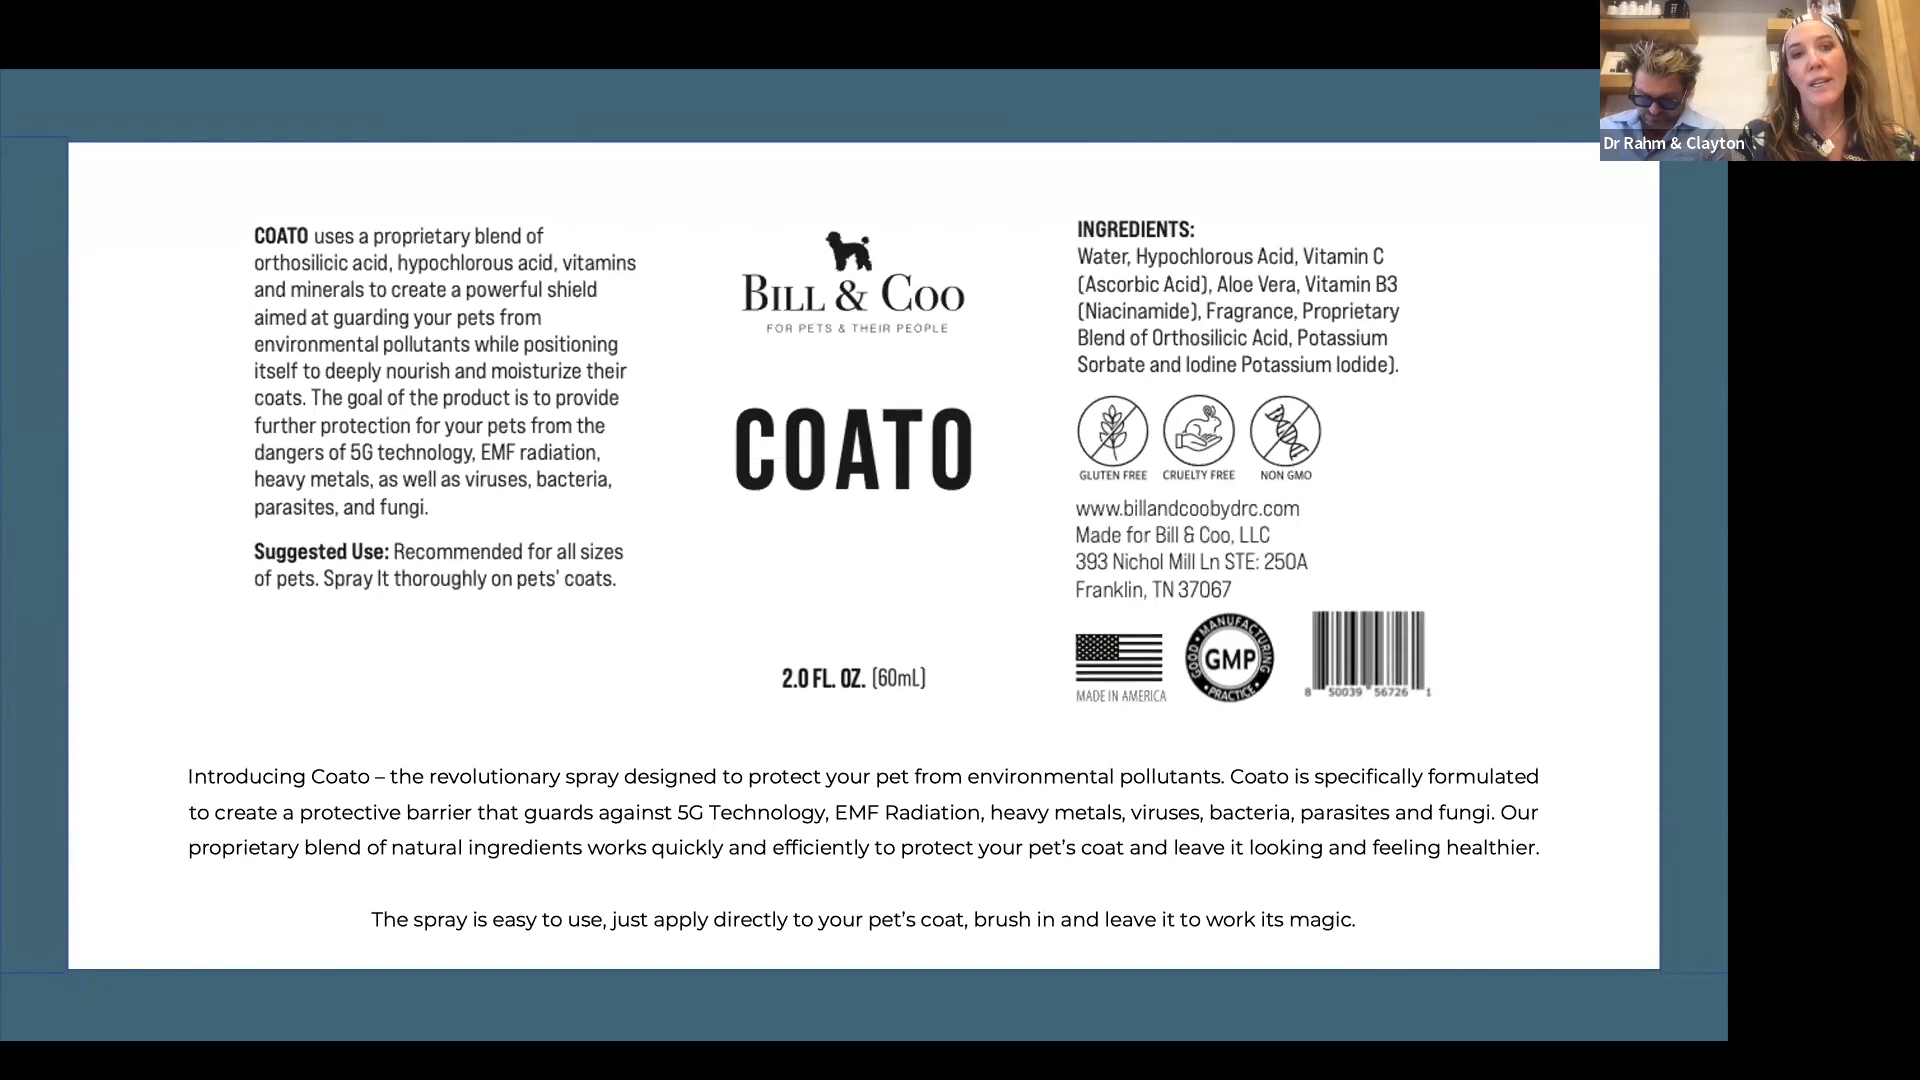 Dr Rahm & Clayton
COATO uses a proprietary blend of
orthosilicic acid, hypochlorous acid, vitamins
and minerals to create a powerful shield
aimed at guarding your pets from
environmental pollutants while positioning
itself to deeply nourish and moisturize their
coats. The goal of the product is to provide
further protection for your pets from the
dangers of 5G technology, EMF radiation,
heavy metals, as well as viruses, bacteria,
parasites, and fungi.
Suggested Use: Recommended for all sizes
of pets. Spray It thoroughly on pets' coats.
BILL & COO
FOR PETS & THEIR PEOPLE
COATO
2.0 FL. OZ. (60mL)
INGREDIENTS:
Water, Hypochlorous Acid, Vitamin C
(Ascorbic Acid), Aloe Vera, Vitamin B3
(Niacinamide), Fragrance, Proprietary
Blend of Orthosilicic Acid, Potassium
Sorbate and Iodine Potassium Iodide).
GLUTEN FREE CRUELTY FREE NON GMO
www.billandcoobydrc.com
Made for Bill & Coo, LLC
393 Nichol Mill Ln STE: 250A
Franklin, TN 37067
MADE IN AMERICA
GOOD • MANUFACTURING • PRACTICE
GMP
8 50039 56726 1
Introducing Coato – the revolutionary spray designed to protect your pet from environmental pollutants. Coato is specifically formulated
to create a protective barrier that guards against 5G Technology, EMF Radiation, heavy metals, viruses, bacteria, parasites and fungi. Our
proprietary blend of natural ingredients works quickly and efficiently to protect your pet's coat and leave it looking and feeling healthier.
The spray is easy to use, just apply directly to your pet's coat, brush in and leave it to work its magic.